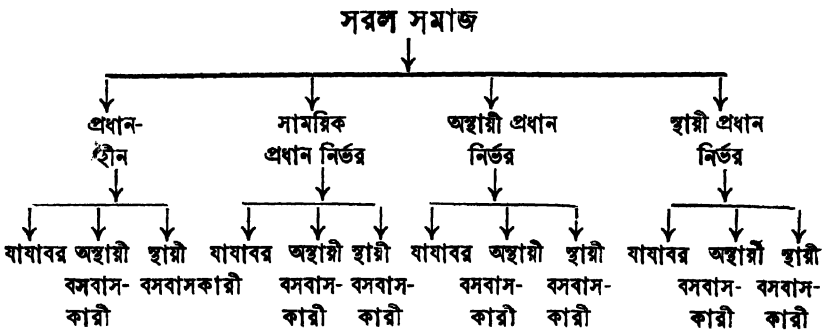 সরল সমাজ
প্রধান- সাময়িক অস্থায়ী প্রধান স্থায়ী প্রধান
হীন প্রধান নির্ভর নির্ভর নির্ভর
যাযাবর অস্থায়ী স্থায়ী যাযাবর অস্থায়ী স্থায়ী যাযাবর অস্থায়ী স্থায়ী যাযাবর অস্থায়ী স্থায়ী
বসবাস- বসবাসকারী বসবাস- বসবাস- বসবাস- বসবাস- বসবাস- বসবাস-
কারী কারী কারী কারী কারী কারী কারী